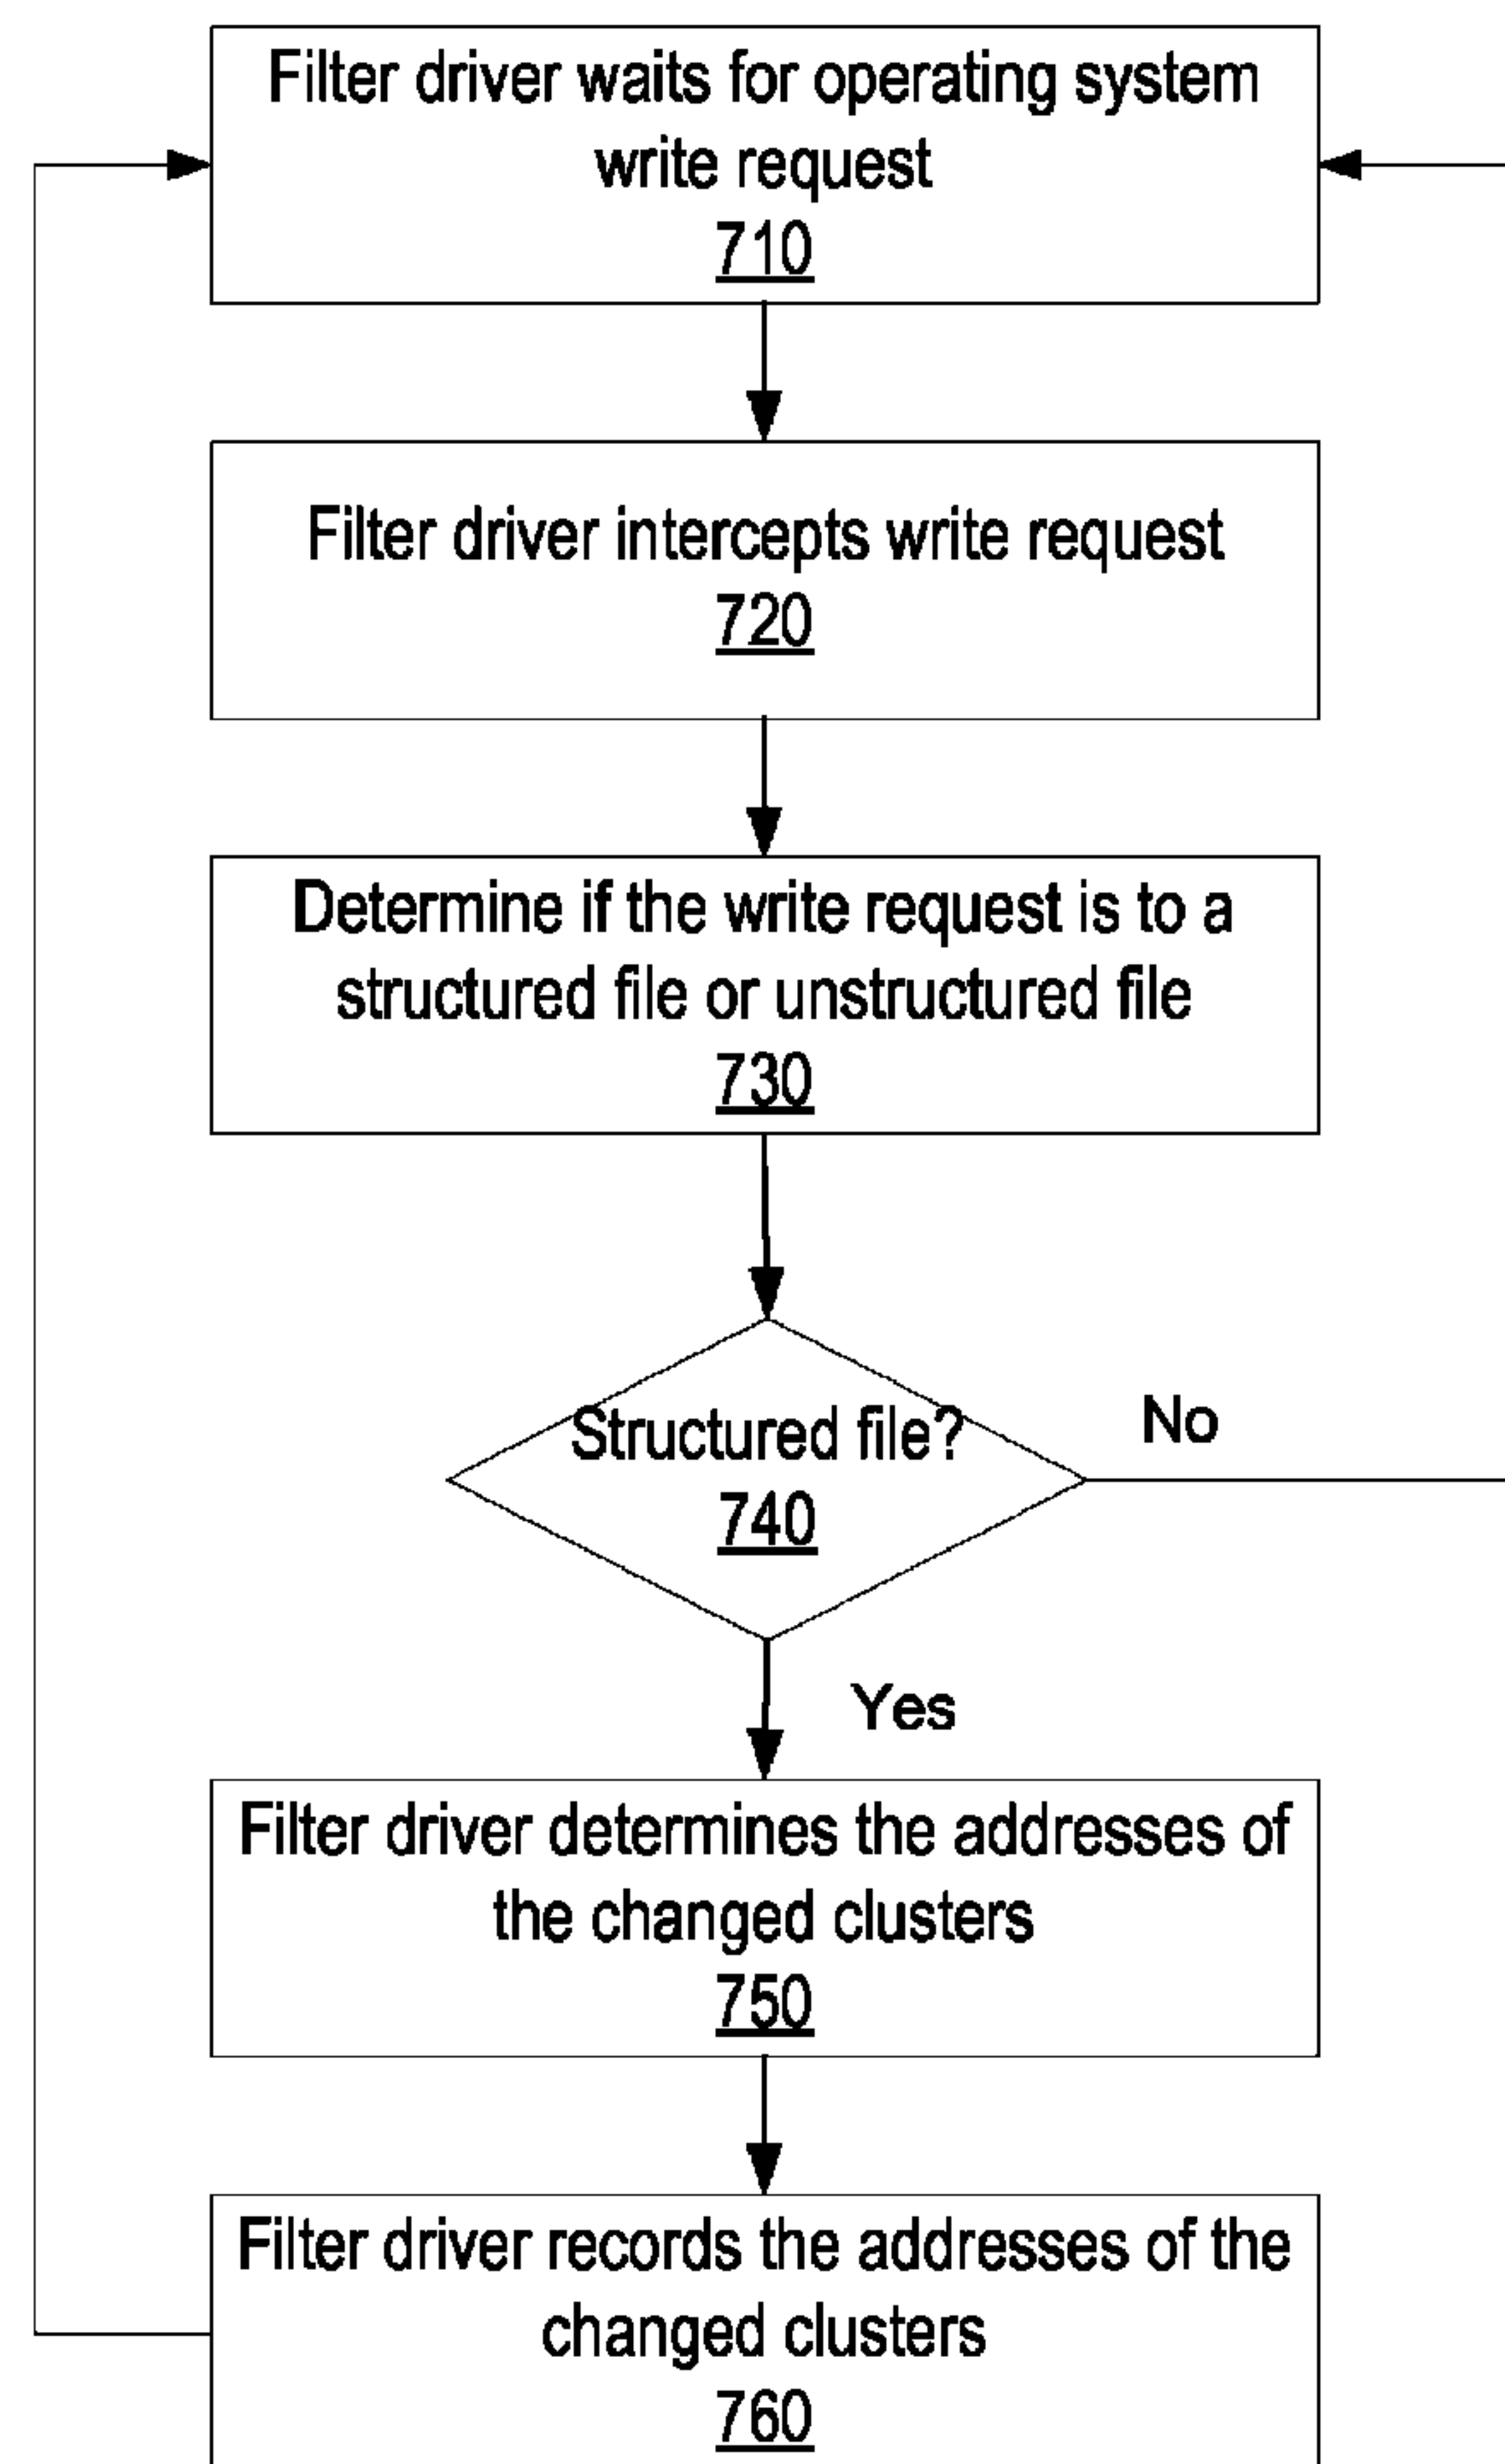 Filter driver waits for operating system
write request
710
Filter driver intercepts write request
720
Determine if the write request is to a
structured file or unstructured file
730
Structured file?
740
No
Yes
Filter driver determines the addresses of
the changed clusters
750
Filter driver records the addresses of the
changed clusters
760